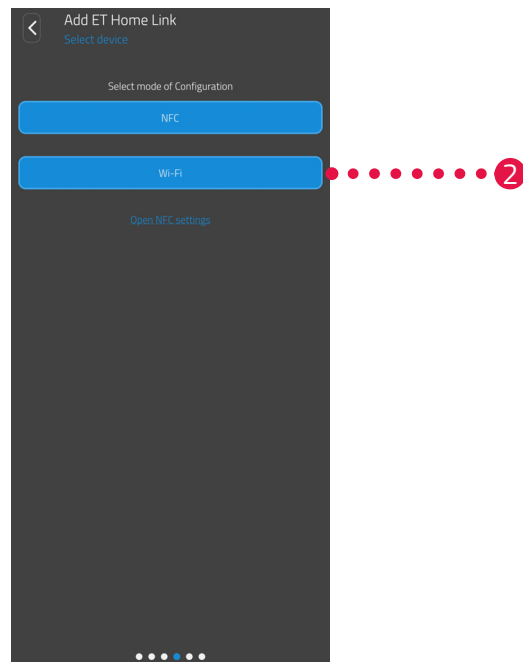 Add ET Home Link
Select device
Select mode of Configuration
NFC
Wi-Fi
2
Open NFC settings